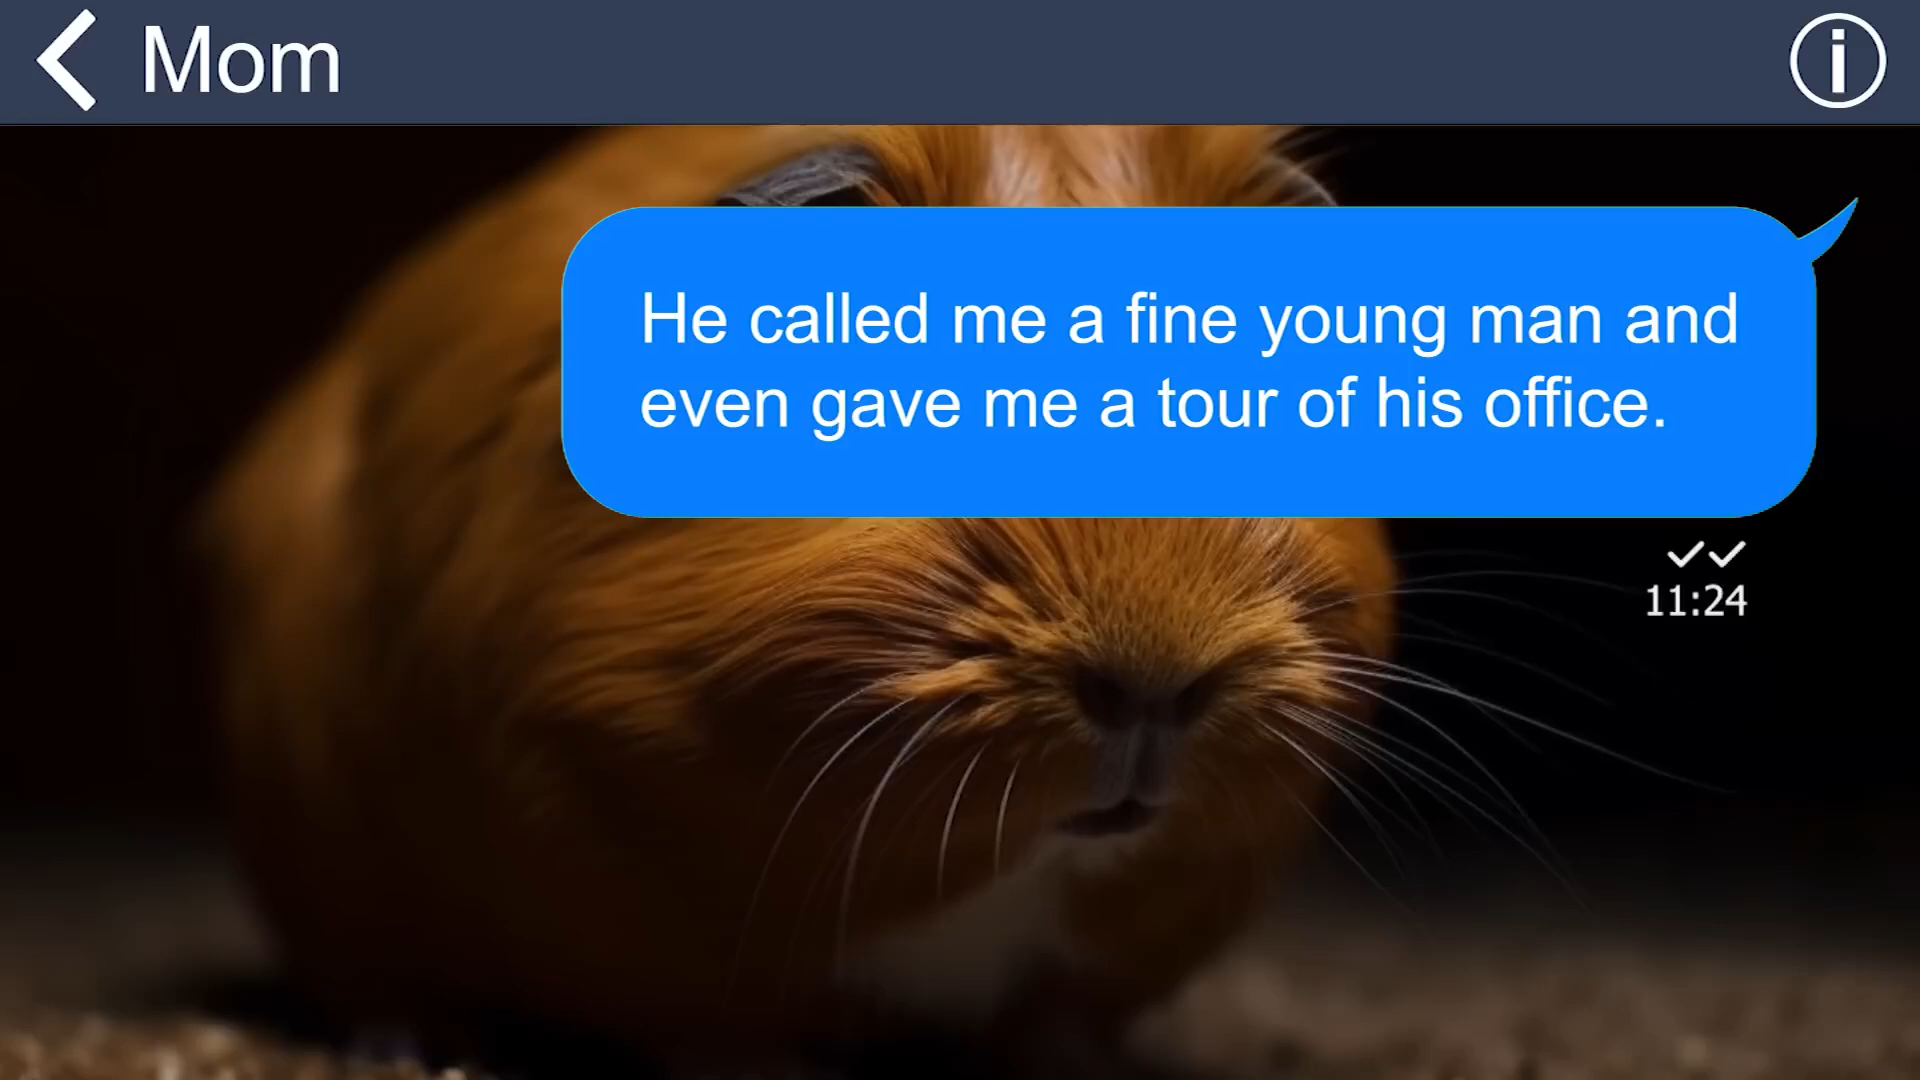 Mom
He called me a fine young man and
even gave me a tour of his office.
11:24